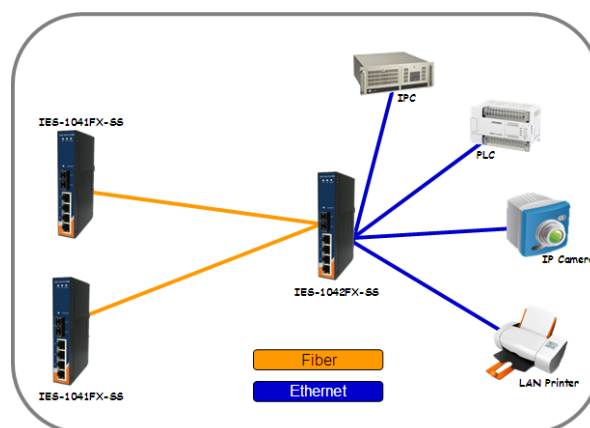 IPC
IES-1041FX-SS
PLC
IP Camera
IES-1042FX-SS
Fiber
Ethernet
LAN Printer
IES-1041FX-SS